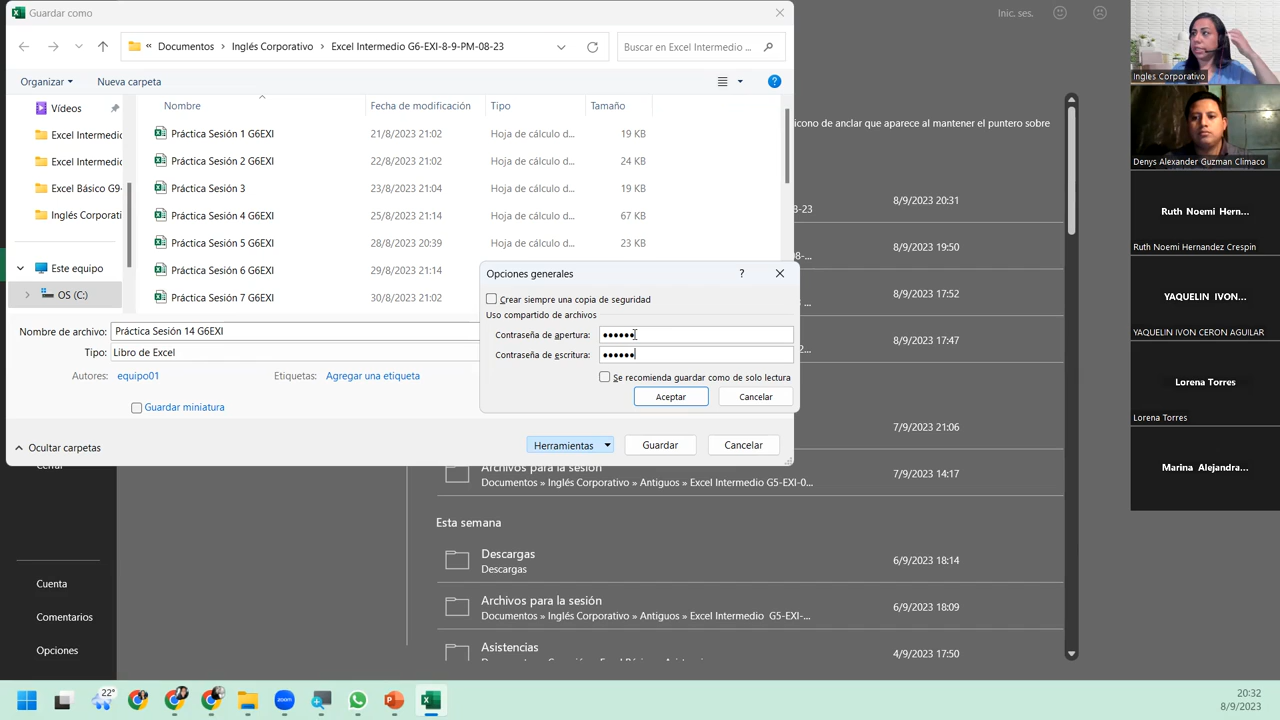 Guardar como
Inic. ses.
« Documentos › Inglés Corporativo › Excel Intermedio G6-EXI-8-9-PM-08-23
Buscar en Excel Intermedio ...
Organizar
Nueva carpeta
Nombre
Fecha de modificación
Tipo
Tamaño
Vídeos
Excel Intermedic
Excel Intermedic
Excel Básico G9-
Inglés Corporati
Este equipo
OS (C:)
Práctica Sesión 1 G6EXI 21/8/2023 21:02 Hoja de cálculo d... 19 KB
Práctica Sesión 2 G6EXI 22/8/2023 21:02 Hoja de cálculo d... 24 KB
Práctica Sesión 3 23/8/2023 21:04 Hoja de cálculo d... 19 KB
Práctica Sesión 4 G6EXI 25/8/2023 21:14 Hoja de cálculo d... 67 KB
Práctica Sesión 5 G6EXI 28/8/2023 20:39 Hoja de cálculo d... 23 KB
Práctica Sesión 6 G6EXI 29/8/2023 21:14
Práctica Sesión 7 G6EXI 30/8/2023 21:02
Nombre de archivo: Práctica Sesión 14 G6EXI
Tipo: Libro de Excel
Autores: equipo01
Etiquetas: Agregar una etiqueta
Guardar miniatura
Ocultar carpetas
Herramientas
Guardar
Cancelar
Opciones generales
?
Crear siempre una copia de seguridad
Uso compartido de archivos
Contraseña de apertura: ••••••
Contraseña de escritura: ••••••
Se recomienda guardar como de solo lectura
Aceptar
Cancelar
icono de anclar que aparece al mantener el puntero sobre
8/9/2023 20:31
3-23
8/9/2023 19:50
8/9/2023 17:52
8/9/2023 17:47
7/9/2023 21:06
Archivos para la sesión
Documentos » Inglés Corporativo » Antiguos » Excel Intermedio G5-EXI-0...
7/9/2023 14:17
Esta semana
Descargas
Descargas
6/9/2023 18:14
Archivos para la sesión
Documentos » Inglés Corporativo » Antiguos » Excel Intermedio G5-EXI-...
6/9/2023 18:09
Asistencias
4/9/2023 17:50
Cerrar
Cuenta
Comentarios
Opciones
Ingles Corporativo
Denys Alexander Guzman Climaco
Ruth Noemi Hern...
Ruth Noemi Hernandez Crespin
YAQUELIN IVON...
YAQUELIN IVON CERON AGUILAR
Lorena Torres
Lorena Torres
Marina Alejandra...
22°
zoom
20:32
8/9/2023